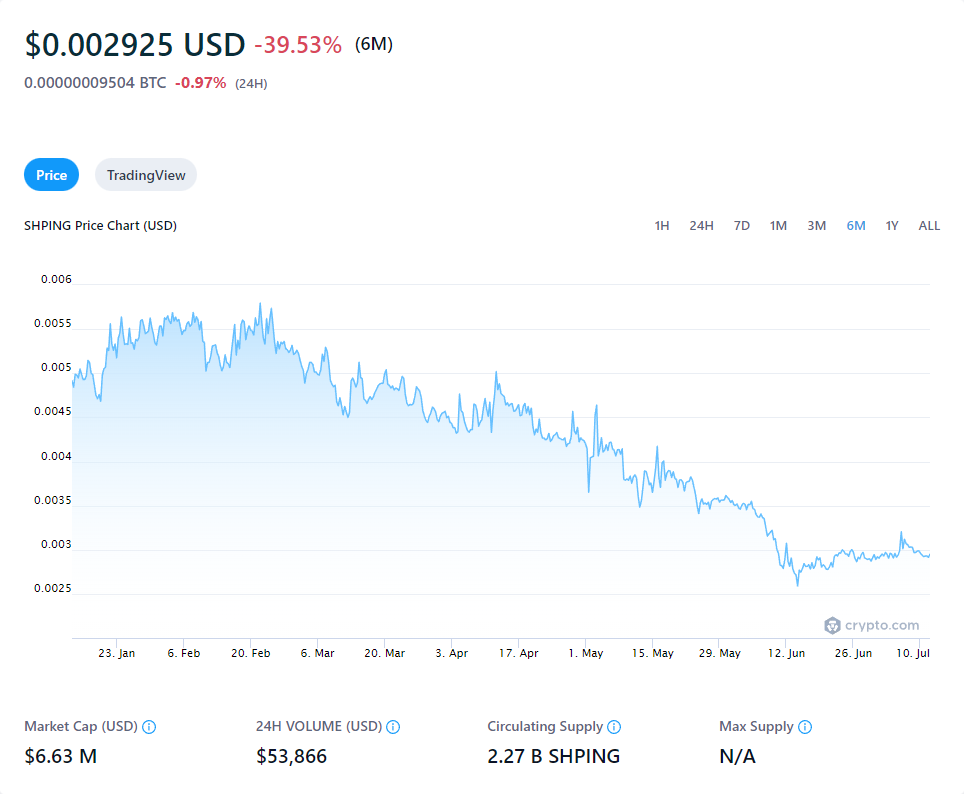 $0.002925 USD -39.53% (6M)
0.00000009504 BTC -0.97% (24H)
Price TradingView
SHPING Price Chart (USD) 1H 24H 7D 1M 3M 6M 1Y ALL
0.006
0.0055
0.005
0.0045
0.004
0.0035
0.003
0.0025
crypto.com
23. Jan 6. Feb 20. Feb 6. Mar 20. Mar 3. Apr 17. Apr 1. May 15. May 29. May 12. Jun 26. Jun 10. Jul
Market Cap (USD) 24H VOLUME (USD) Circulating Supply Max Supply
$6.63 M $53,866 2.27 B SHPING N/A